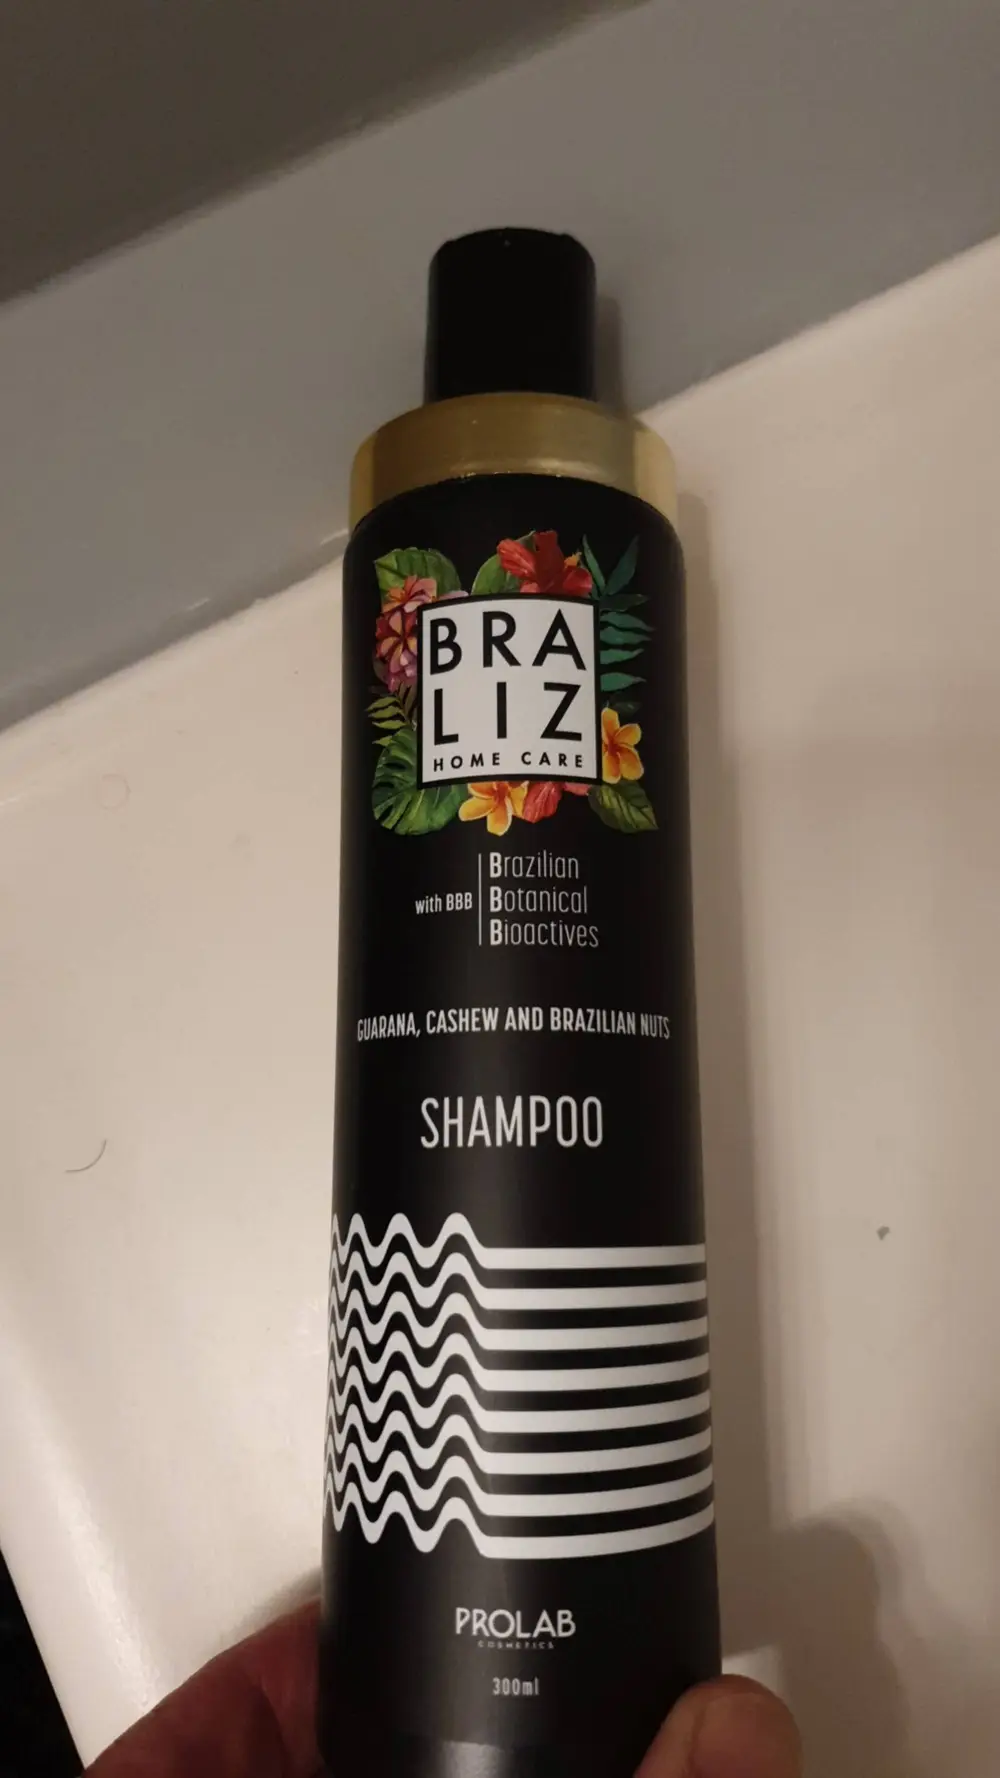 BRA
LIZ
HOME CARE
with BBB
Brazilian
Botanical
Bioactives
GUARANA, CASHEW AND BRAZILIAN NUTS
SHAMPOO
PROLAB
COSMETICS
300ml